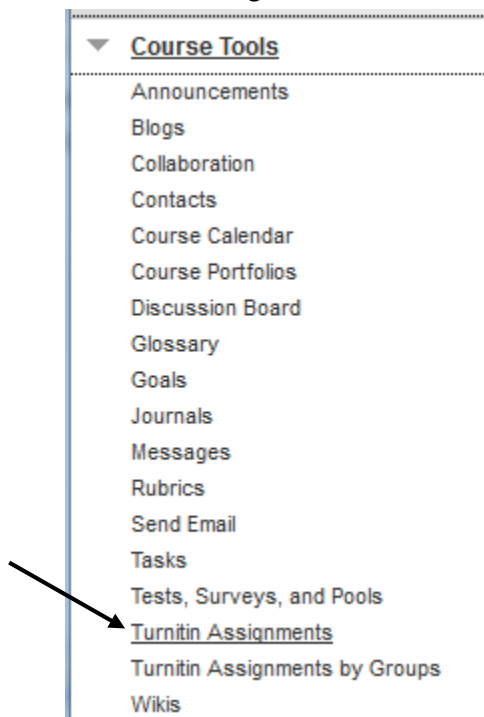 Course Tools
Announcements
Blogs
Collaboration
Contacts
Course Calendar
Course Portfolios
Discussion Board
Glossary
Goals
Journals
Messages
Rubrics
Send Email
Tasks
Tests, Surveys, and Pools
Turnitin Assignments
Turnitin Assignments by Groups
Wikis